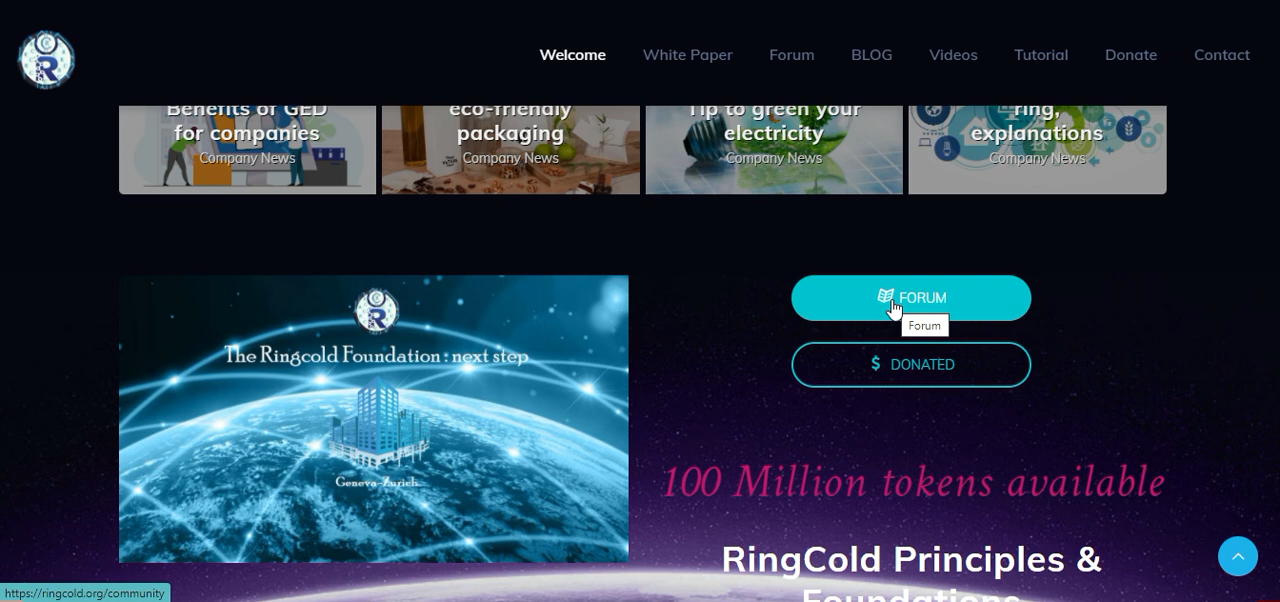 Welcome
White Paper
Forum
BLOG
Videos
Tutorial
Donate
Contact
Benefits of GED
for companies
Company News
eco-friendly
packaging
Company News
Tip to green your
electricity
Company News
ring,
explanations
Company News
The Ringcold Foundation : next step
Geneva-Zurich
FORUM
Forum
$ DONATED
100 Million tokens available
RingCold Principles &
Foundations
https://ringcold.org/community